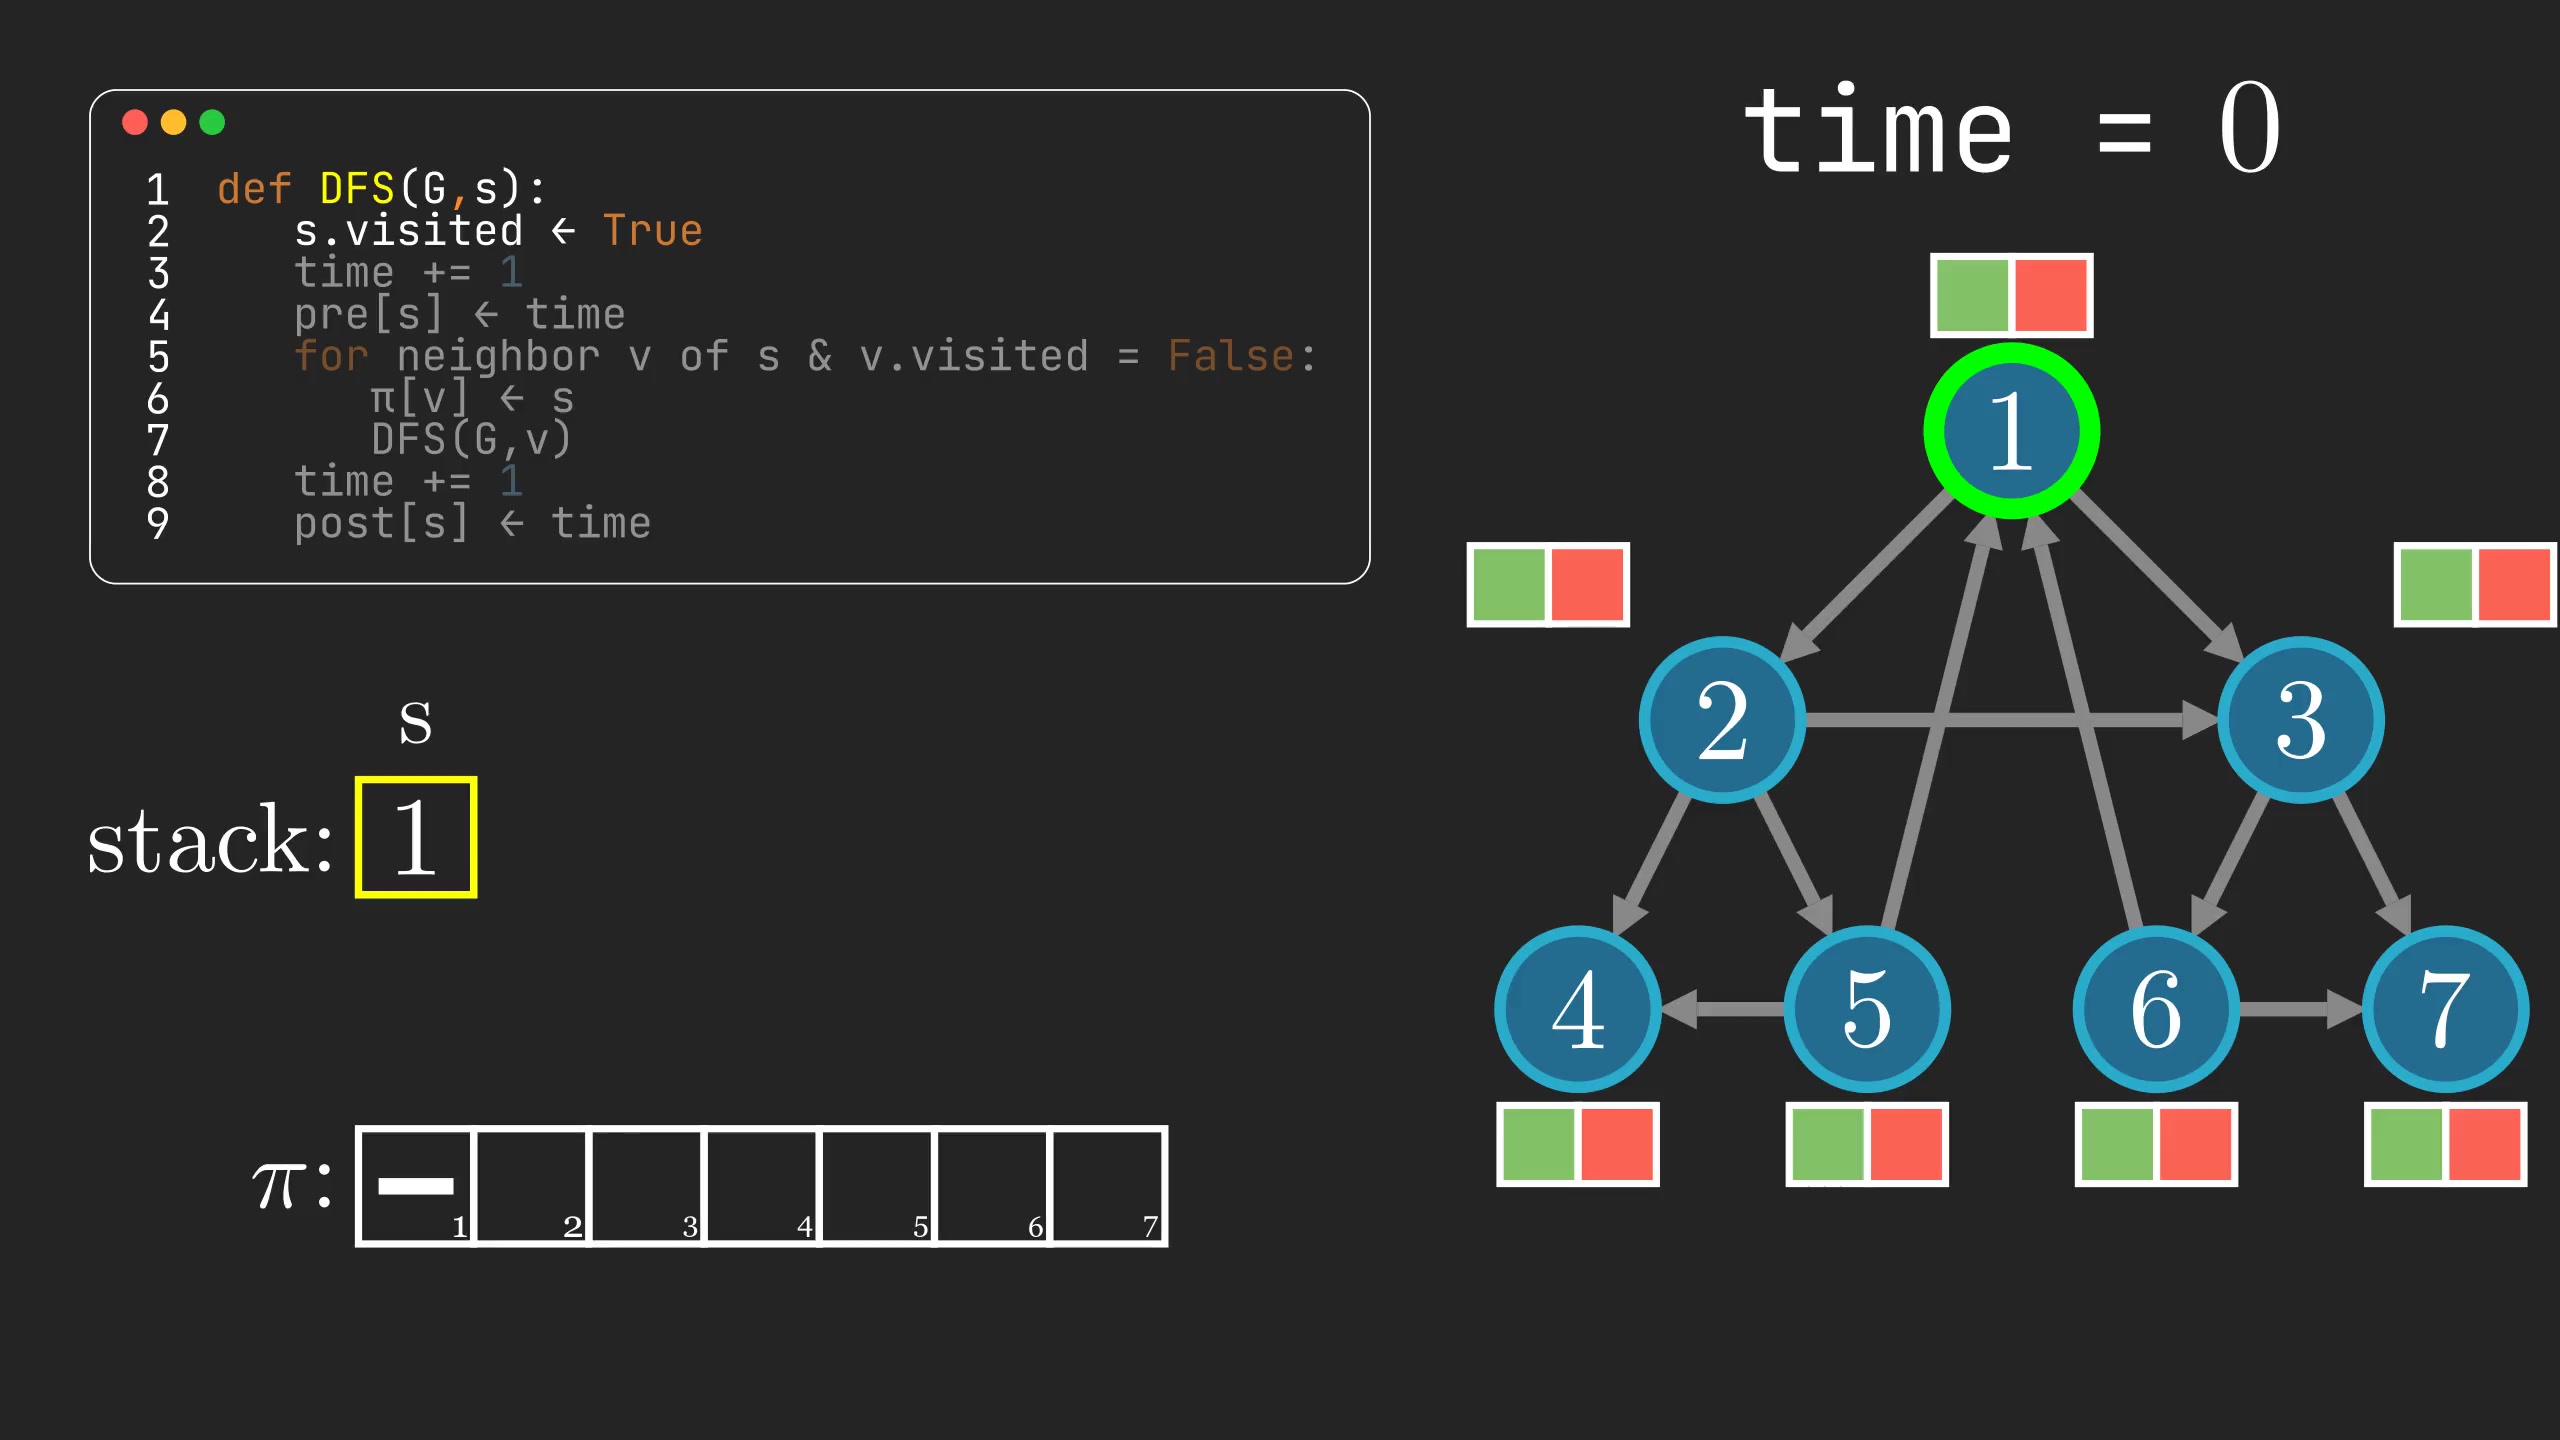 1 def DFS(G,s):
2 s.visited ← True
3 time += 1
4 pre[s] ← time
5 for neighbor v of s & v.visited = False:
6 π[v] ← s
7 DFS(G,v)
8 time += 1
9 post[s] ← time
s
stack: 1
π: —
1 2 3 4 5 6 7
time = 0
1
2 3
4 5 6 7